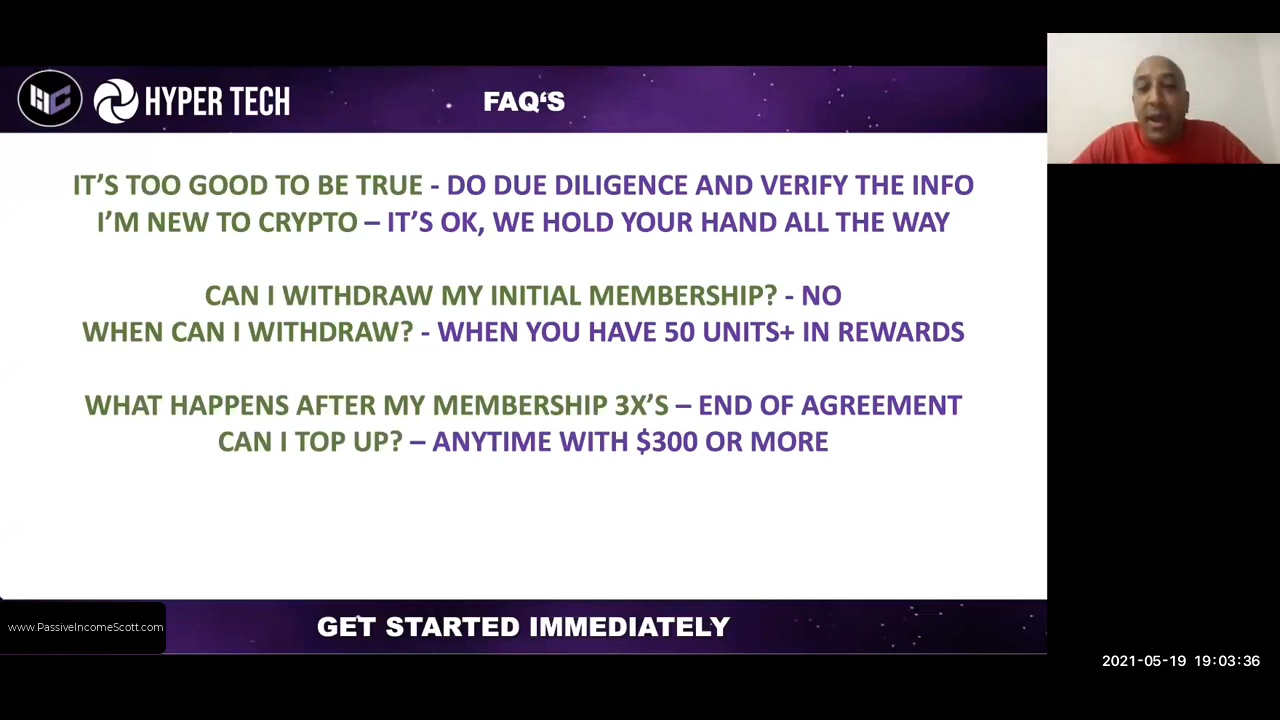 HC HYPER TECH FAQ‘S
IT’S TOO GOOD TO BE TRUE - DO DUE DILIGENCE AND VERIFY THE INFO
I’M NEW TO CRYPTO – IT’S OK, WE HOLD YOUR HAND ALL THE WAY
CAN I WITHDRAW MY INITIAL MEMBERSHIP? - NO
WHEN CAN I WITHDRAW? - WHEN YOU HAVE 50 UNITS+ IN REWARDS
WHAT HAPPENS AFTER MY MEMBERSHIP 3X’S – END OF AGREEMENT
CAN I TOP UP? – ANYTIME WITH $300 OR MORE
www.PassiveIncomeScott.com
GET STARTED IMMEDIATELY
2021-05-19 19:03:36